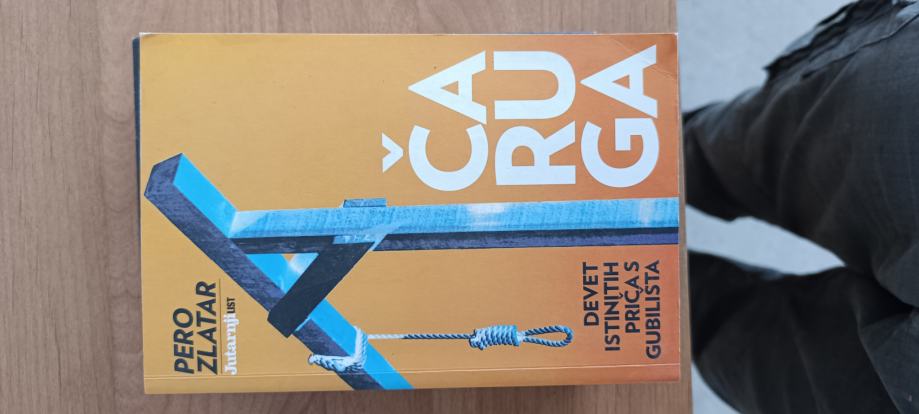 PERO
ZLATAR
Jutarnji LIST
ČA
RU
GA
DEVET
ISTINITIH
PRIČA S
GUBILIŠTA